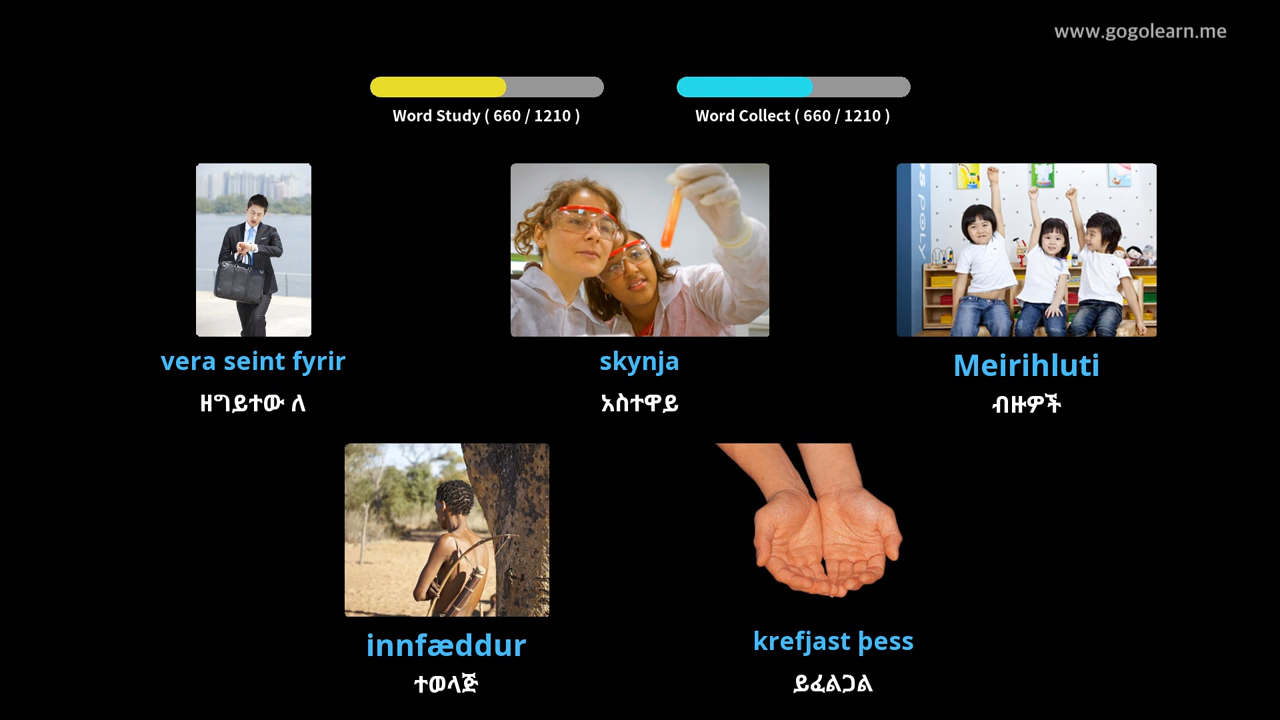 www.gogolearn.me
Word Study ( 660 / 1210 )
Word Collect ( 660 / 1210 )
vera seint fyrir
skynja
Meirihluti
ዘግይተው ለ
አስተዋይ
ብዙዎች
innfæddur
krefjast þess
ተወላጅ
ይፈልጋል